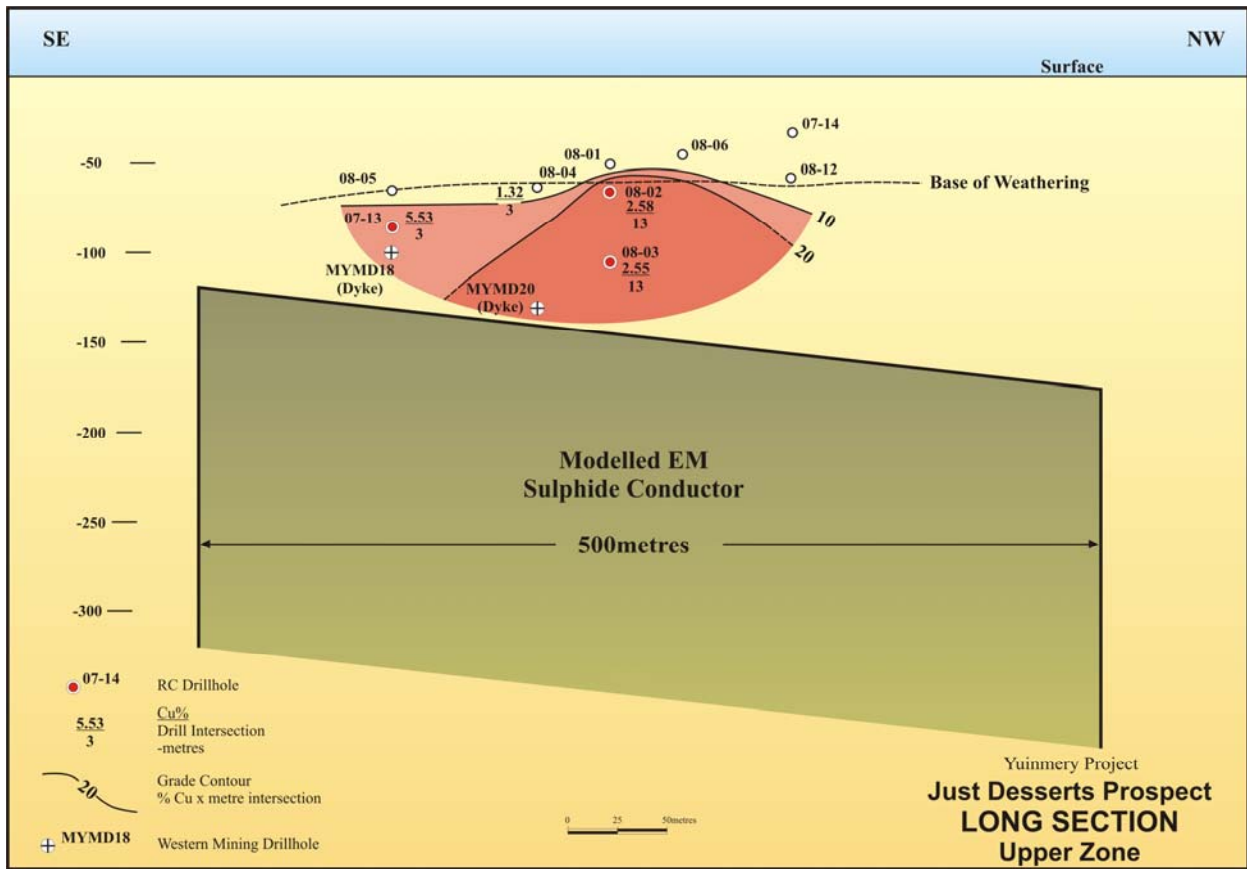 SE
NW
Surface
07-14
08-06
-50
08-01
08-12
08-05
08-04
Base of Weathering
1.32
3
08-02
2.58
13
07-13
5.53
3
10
20
-100
08-03
2.55
13
MYMD18
(Dyke)
MYMD20
(Dyke)
-150
-200
Modelled EM
Sulphide Conductor
-250
500metres
-300
07-14
RC Drillhole
5.53
3
Cu%
Drill Intersection
-metres
20
Grade Contour
% Cu x metre intersection
MYMD18
Western Mining Drillhole
0 25 50metres
Yuinmery Project
Just Desserts Prospect
LONG SECTION
Upper Zone